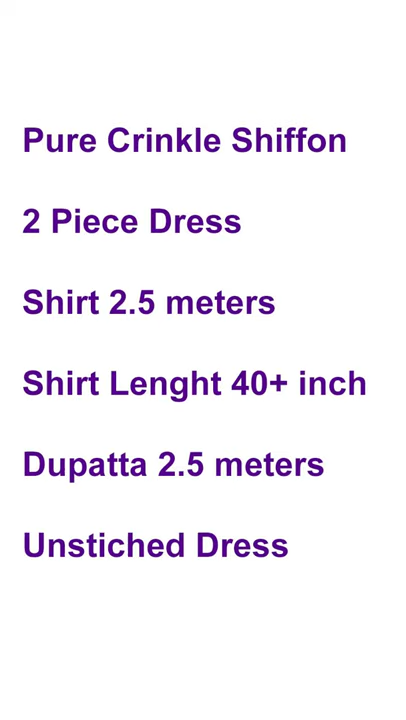 Pure Crinkle Shiffon
2 Piece Dress
Shirt 2.5 meters
Shirt Lenght 40+ inch
Dupatta 2.5 meters
Unstiched Dress